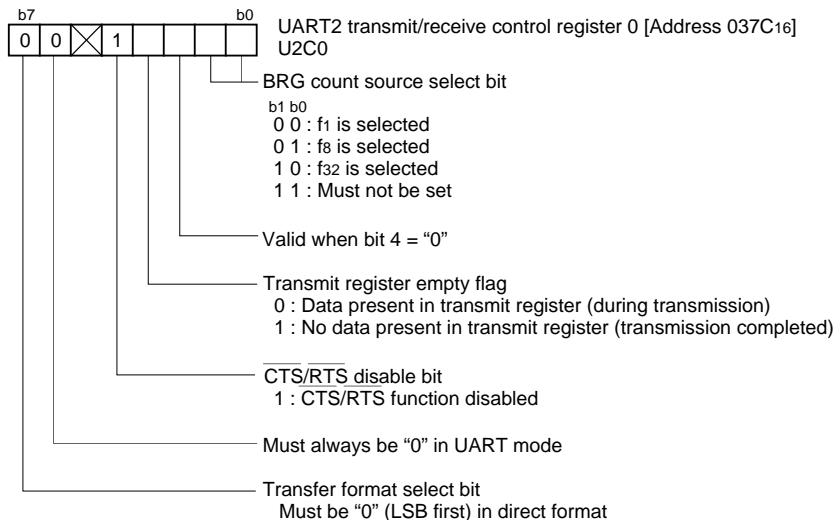 b7 b0
0 0 1
UART2 transmit/receive control register 0 [Address 037C16]
U2C0
BRG count source select bit
b1 b0
0 0 : f1 is selected
0 1 : f8 is selected
1 0 : f32 is selected
1 1 : Must not be set
Valid when bit 4 = “0”
Transmit register empty flag
0 : Data present in transmit register (during transmission)
1 : No data present in transmit register (transmission completed)
CTS/RTS disable bit
1 : CTS/RTS function disabled
Must always be “0” in UART mode
Transfer format select bit
Must be “0” (LSB first) in direct format